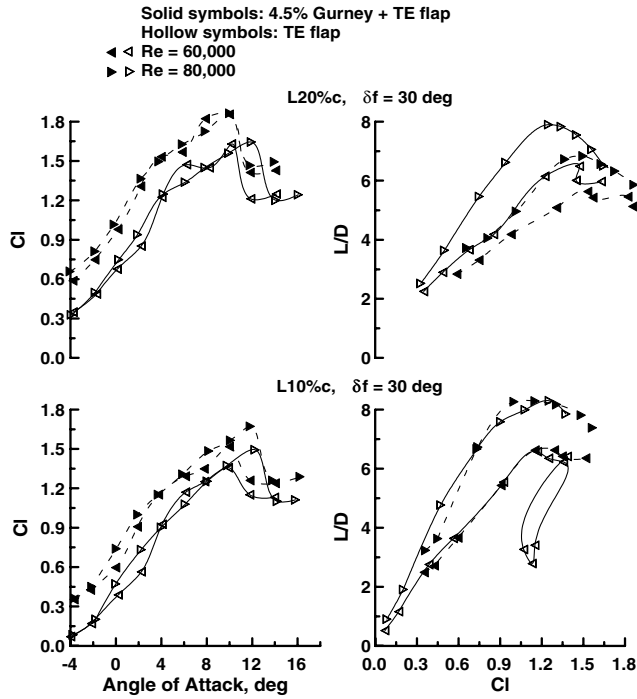 Solid symbols: 4.5% Gurney + TE flap
Hollow symbols: TE flap
Re = 60,000
Re = 80,000
L20%c, δf = 30 deg
1.8
1.5
1.2
0.9
0.6
0.3
0.0
Cl
8
6
4
2
0
L/D
L10%c, δf = 30 deg
1.8
1.5
1.2
0.9
0.6
0.3
0.0
Cl
-4 0 4 8 12 16
Angle of Attack, deg
8
6
4
2
0
L/D
0.0 0.3 0.6 0.9 1.2 1.5 1.8
Cl